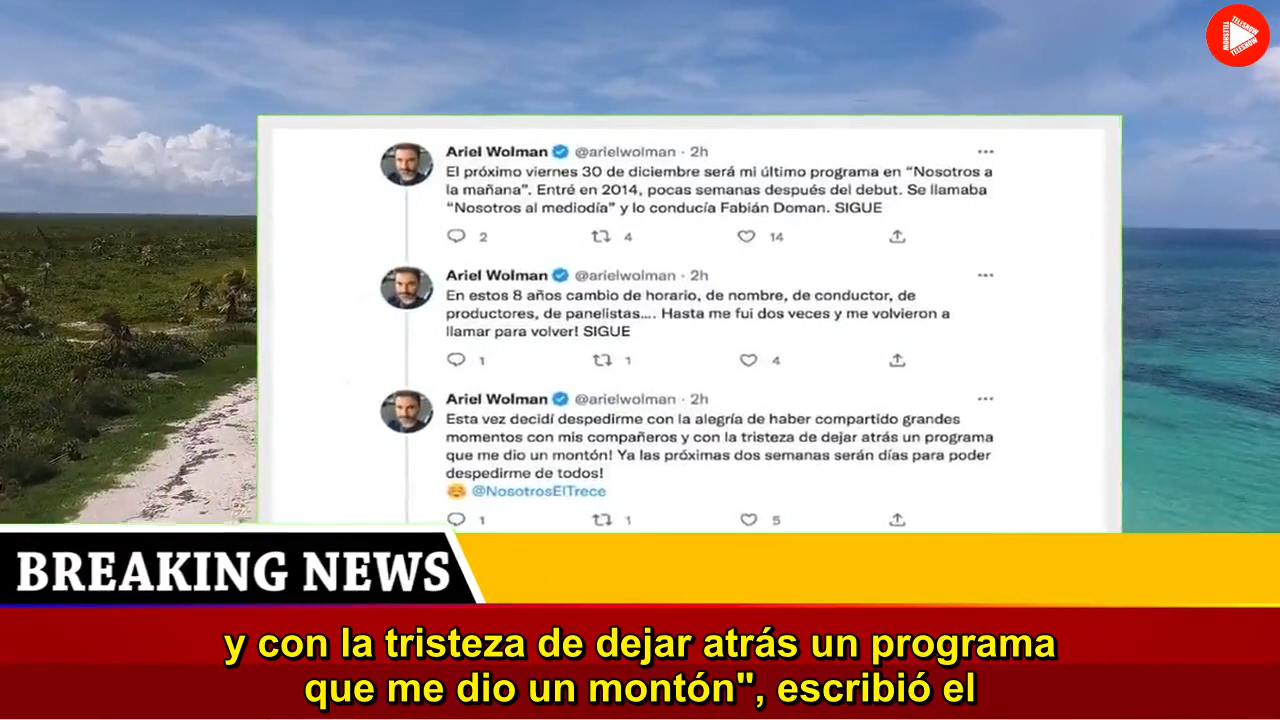 TELESHOW
TELESHOW
TELESHOW
Ariel Wolman @arielwolman · 2h
El próximo viernes 30 de diciembre será mi último programa en “Nosotros a
la mañana”. Entré en 2014, pocas semanas después del debut. Se llamaba
“Nosotros al mediodía” y lo conducía Fabián Doman. SIGUE
2 4 14
Ariel Wolman @arielwolman · 2h
En estos 8 años cambio de horario, de nombre, de conductor, de
productores, de panelistas.... Hasta me fui dos veces y me volvieron a
llamar para volver! SIGUE
1 1 4
Ariel Wolman @arielwolman · 2h
Esta vez decidí despedirme con la alegría de haber compartido grandes
momentos con mis compañeros y con la tristeza de dejar atrás un programa
que me dio un montón! Ya las próximas dos semanas serán días para poder
despedirme de todos!
@NosotrosElTrece
1 1 5
BREAKING NEWS
y con la tristeza de dejar atrás un programa
que me dio un montón", escribió el